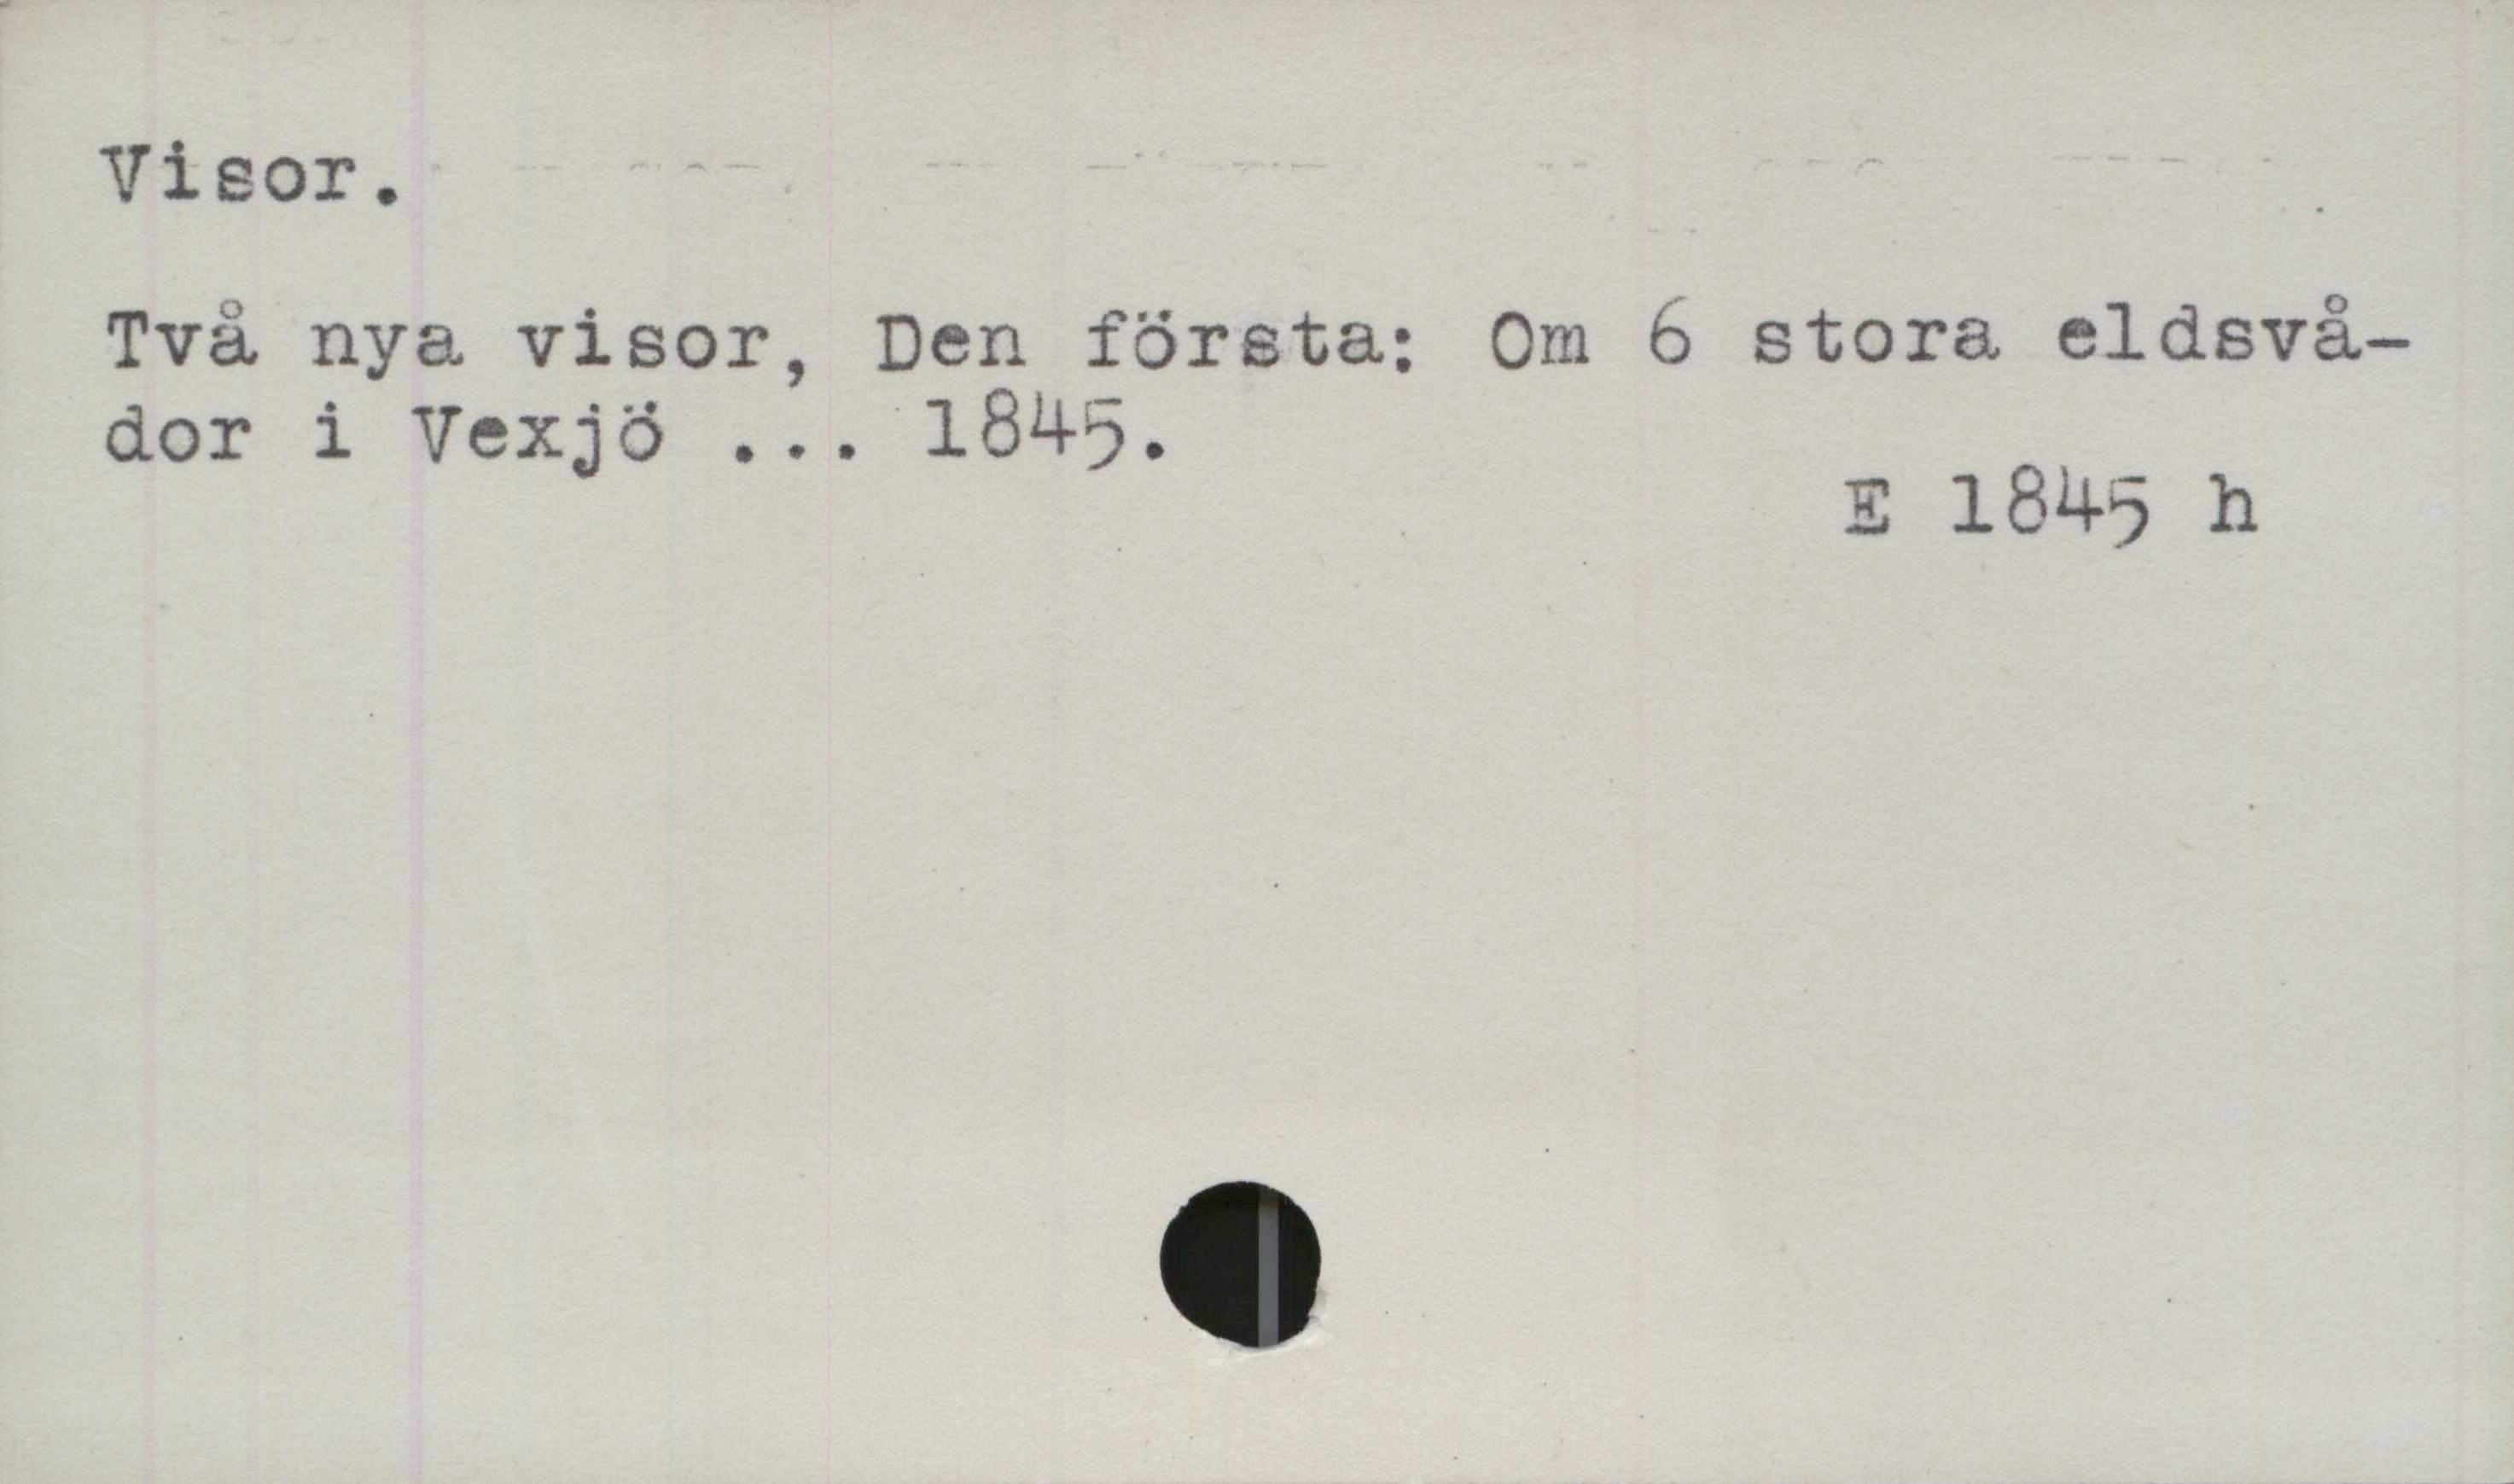 Visor.
Två nya visor, Den första: Om 6 stora eldsvå-
dor i Vexjö ... 1845.
E 1845 h